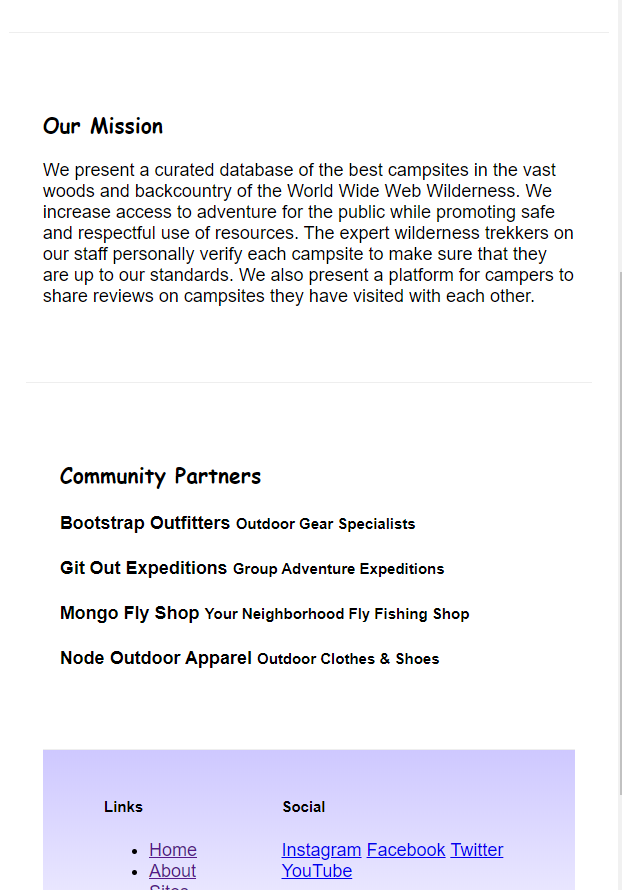 Our Mission
We present a curated database of the best campsites in the vast
woods and backcountry of the World Wide Web Wilderness. We
increase access to adventure for the public while promoting safe
and respectful use of resources. The expert wilderness trekkers on
our staff personally verify each campsite to make sure that they
are up to our standards. We also present a platform for campers to
share reviews on campsites they have visited with each other.
Community Partners
Bootstrap Outfitters Outdoor Gear Specialists
Git Out Expeditions Group Adventure Expeditions
Mongo Fly Shop Your Neighborhood Fly Fishing Shop
Node Outdoor Apparel Outdoor Clothes & Shoes
Links
Home
About
Social
Instagram Facebook Twitter
YouTube